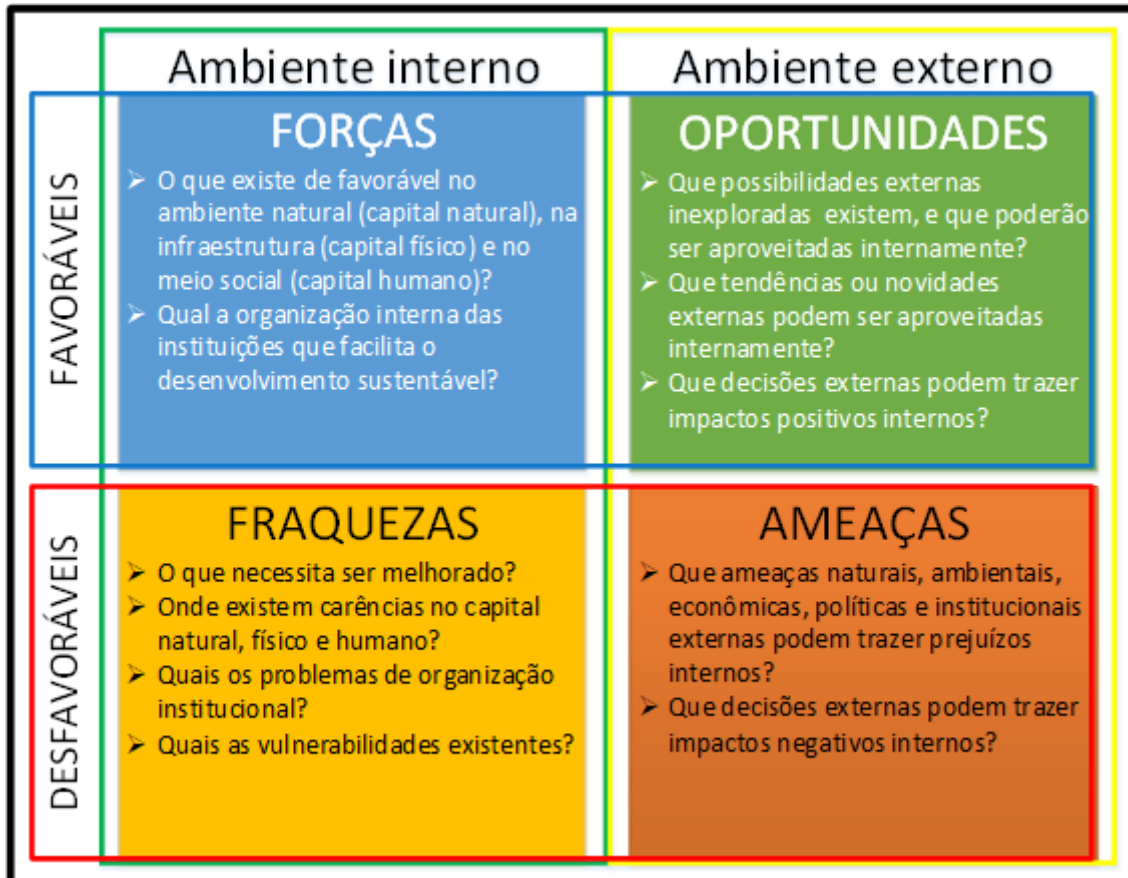 Ambiente interno
Ambiente externo
FAVORÁVEIS
FORÇAS
➢ O que existe de favorável no
ambiente natural (capital natural), na
infraestrutura (capital físico) e no
meio social (capital humano)?
➢ Qual a organização interna das
instituições que facilita o
desenvolvimento sustentável?
OPORTUNIDADES
➢ Que possibilidades externas
inexploradas existem, e que poderão
ser aproveitadas internamente?
➢ Que tendências ou novidades
externas podem ser aproveitadas
internamente?
➢ Que decisões externas podem trazer
impactos positivos internos?
DESFAVORÁVEIS
FRAQUEZAS
➢ O que necessita ser melhorado?
➢ Onde existem carências no capital
natural, físico e humano?
➢ Quais os problemas de organização
institucional?
➢ Quais as vulnerabilidades existentes?
AMEAÇAS
➢ Que ameaças naturais, ambientais,
econômicas, políticas e institucionais
externas podem trazer prejuízos
internos?
➢ Que decisões externas podem trazer
impactos negativos internos?